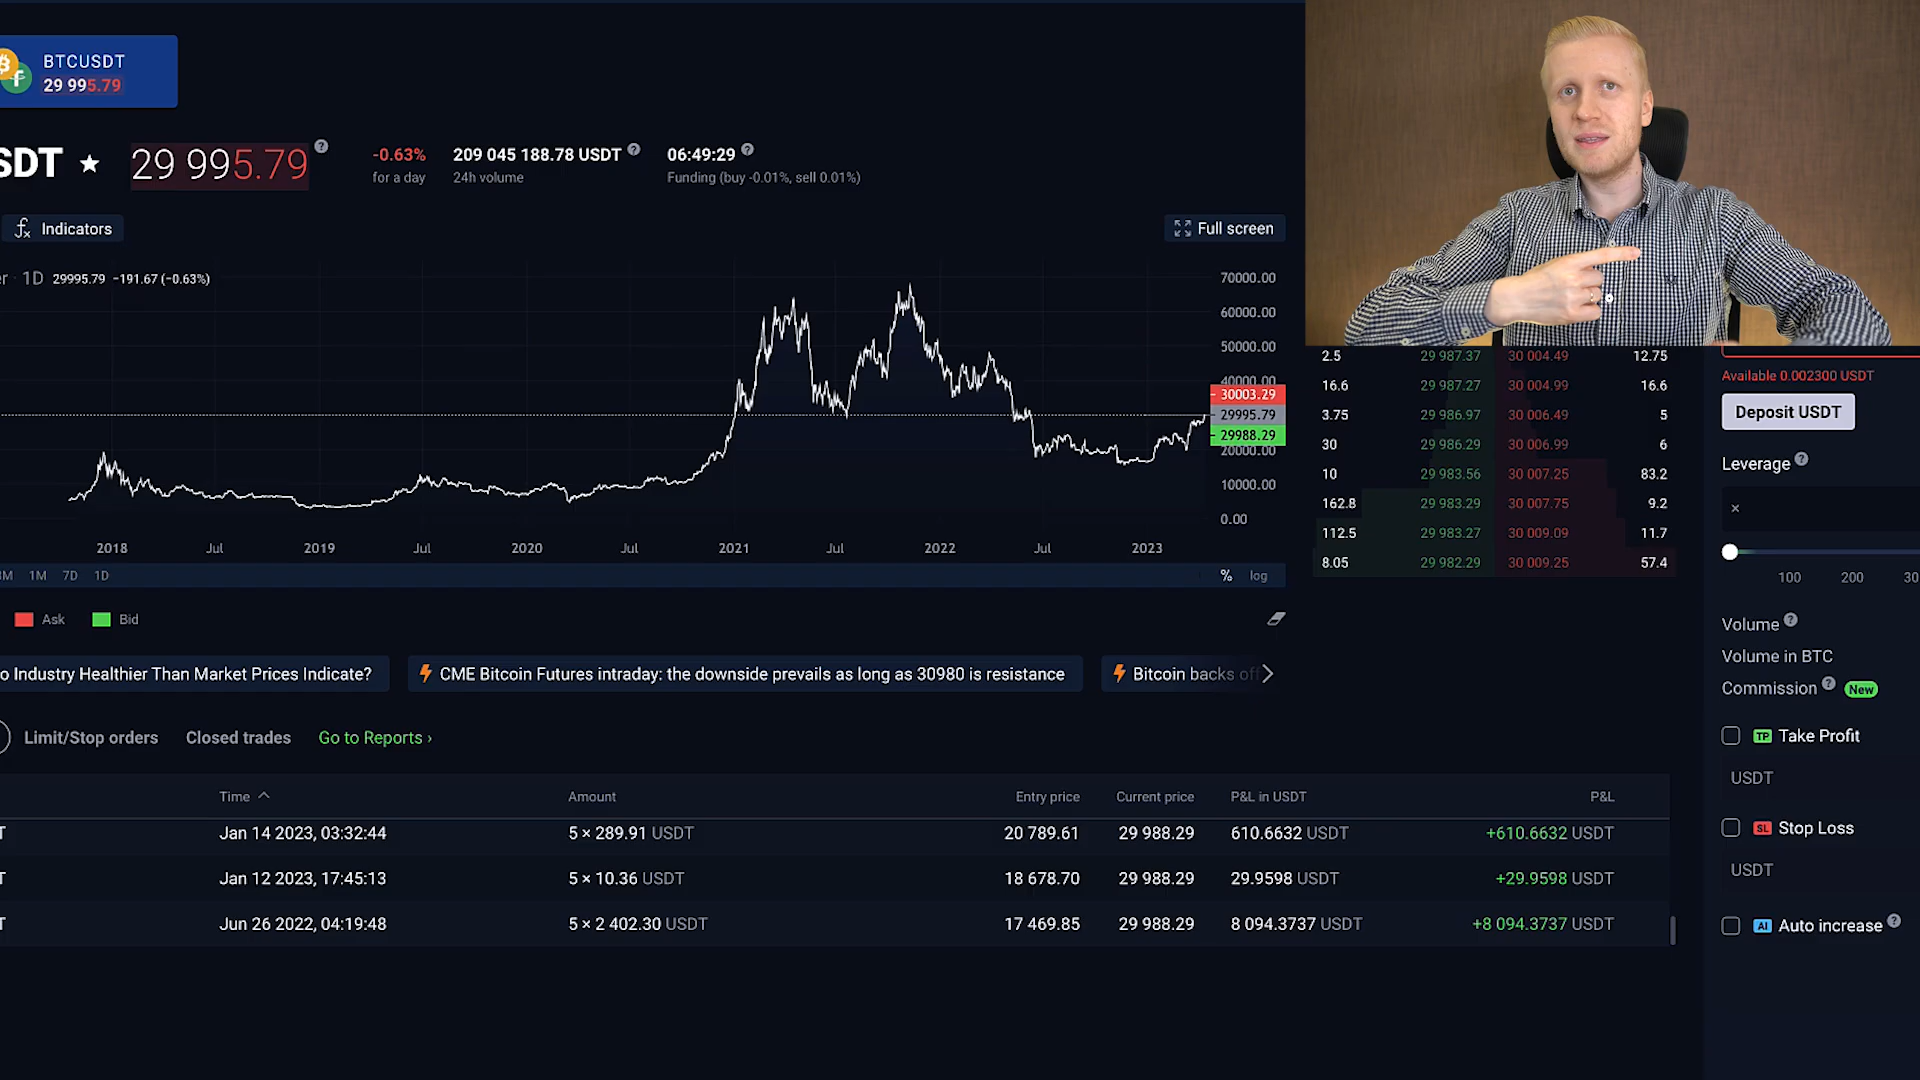 BTCUSDT
29 995.79
SDT ★ 29 995.79
-0.63%
for a day
209 045 188.78 USDT
24h volume
06:49:29
Funding (buy -0.01%, sell 0.01%)
Indicators
Full screen
1D 29995.79 −191.67 (−0.63%)
70000.00
60000.00
50000.00
40000.00
30003.29
29995.79
29988.29
20000.00
10000.00
0.00
2018 Jul 2019 Jul 2020 Jul 2021 Jul 2022 Jul 2023
1M 7D 1D
% log
Ask Bid
2.5 29 987.37 30 004.49 12.75
16.6 29 987.27 30 004.99 16.6
3.75 29 986.97 30 006.49 5
30 29 986.29 30 006.99 6
10 29 983.56 30 007.25 83.2
162.8 29 983.29 30 007.75 9.2
112.5 29 983.27 30 009.09 11.7
8.05 29 982.29 30 009.25 57.4
Available 0.002300 USDT
Deposit USDT
Leverage
×
100 200 30
Volume
Volume in BTC
Commission New
TP Take Profit
USDT
SL Stop Loss
USDT
AI Auto increase
o Industry Healthier Than Market Prices Indicate?
CME Bitcoin Futures intraday: the downside prevails as long as 30980 is resistance
Bitcoin backs off
Limit/Stop orders Closed trades Go to Reports ›
Time Amount Entry price Current price P&L in USDT P&L
T Jan 14 2023, 03:32:44 5 × 289.91 USDT 20 789.61 29 988.29 610.6632 USDT +610.6632 USDT
T Jan 12 2023, 17:45:13 5 × 10.36 USDT 18 678.70 29 988.29 29.9598 USDT +29.9598 USDT
T Jun 26 2022, 04:19:48 5 × 2 402.30 USDT 17 469.85 29 988.29 8 094.3737 USDT +8 094.3737 USDT